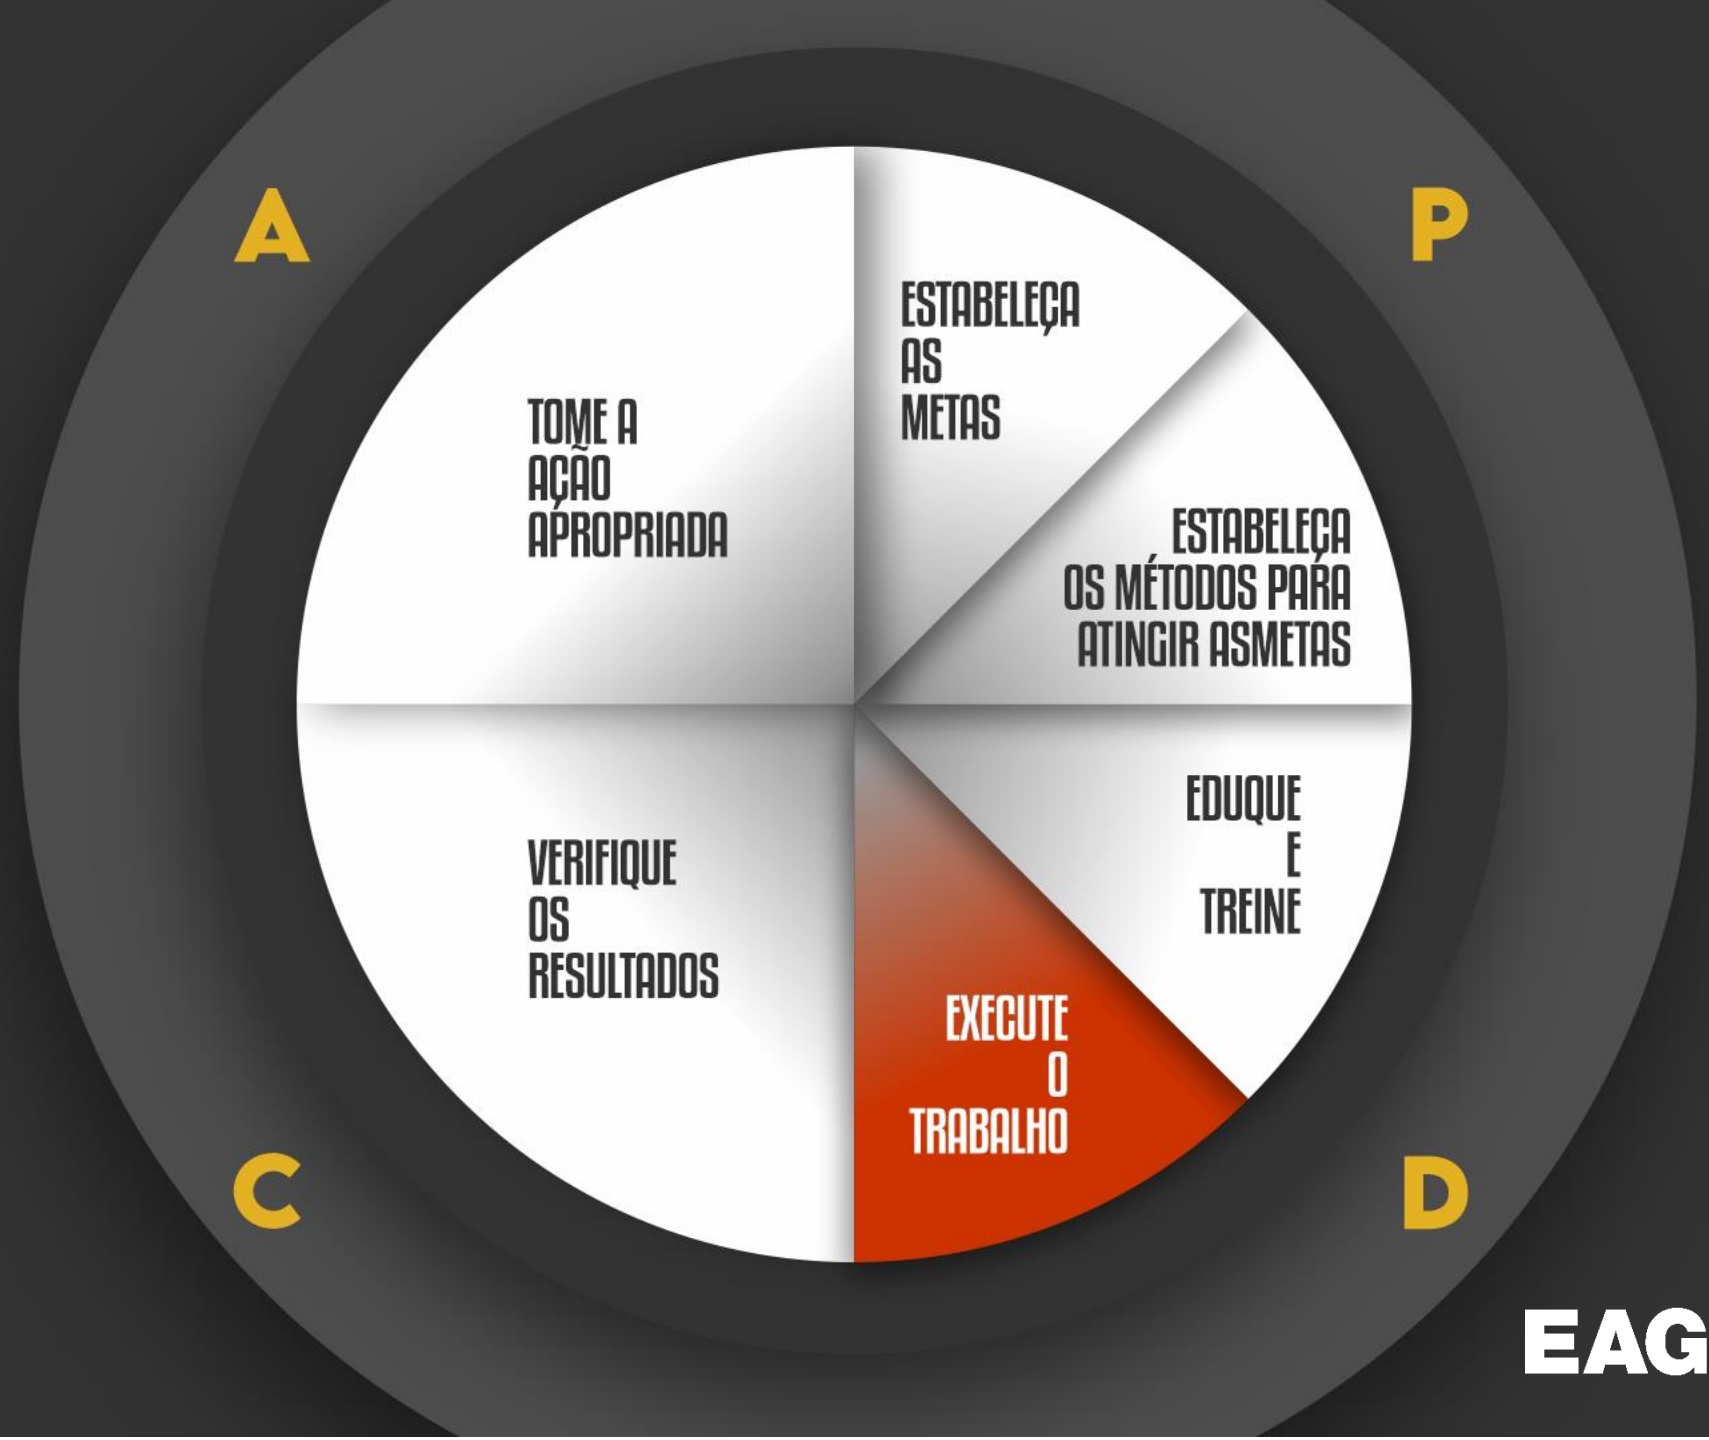 A
P
ESTABELEÇA
AS
METAS
TOME A
AÇÃO
APROPRIADA
ESTABELEÇA
OS MÉTODOS PARA
ATINGIR ASMETAS
EDUQUE
E
TREINE
VERIFIQUE
OS
RESULTADOS
EXECUTE
O
TRABALHO
C
D
EAG